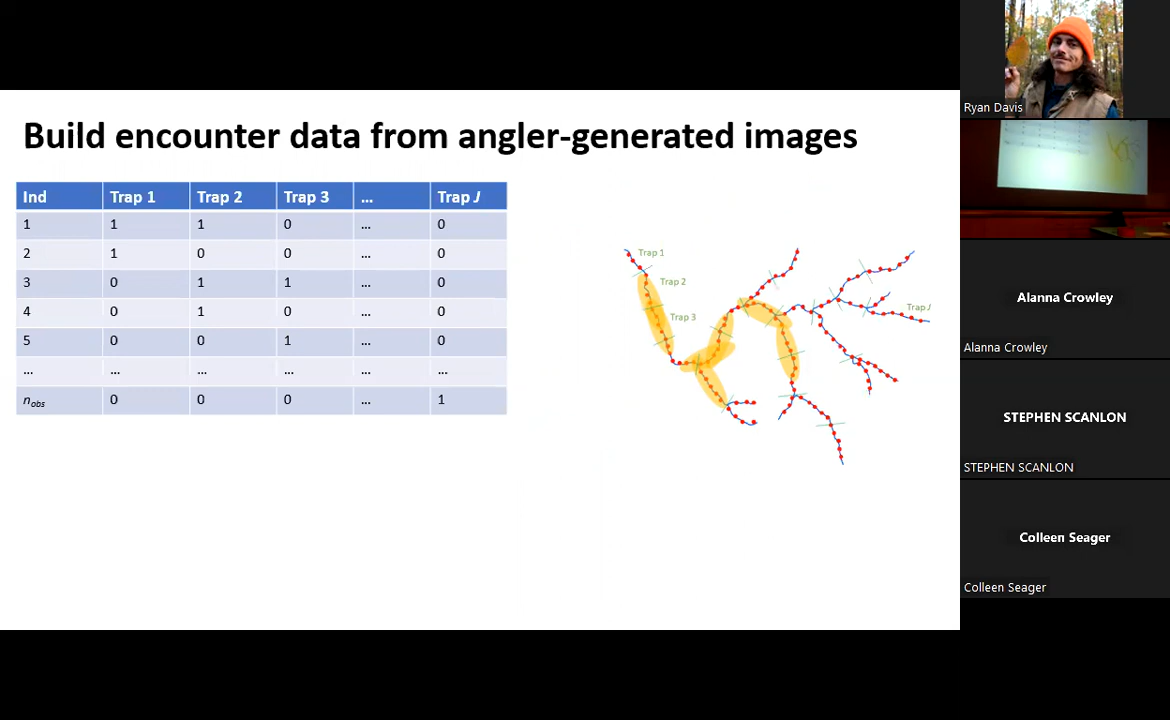 Build encounter data from angler-generated images
Ind Trap 1 Trap 2 Trap 3 ... Trap J
1 1 1 0 ... 0
2 1 0 0 ... 0
3 0 1 1 ... 0
4 0 1 0 ... 0
5 0 0 1 ... 0
... ... ... ... ... ...
nobs 0 0 0 ... 1
Trap 1
Trap 2
Trap 3
Trap J
Ryan Davis
Alanna Crowley
Alanna Crowley
STEPHEN SCANLON
STEPHEN SCANLON
Colleen Seager
Colleen Seager